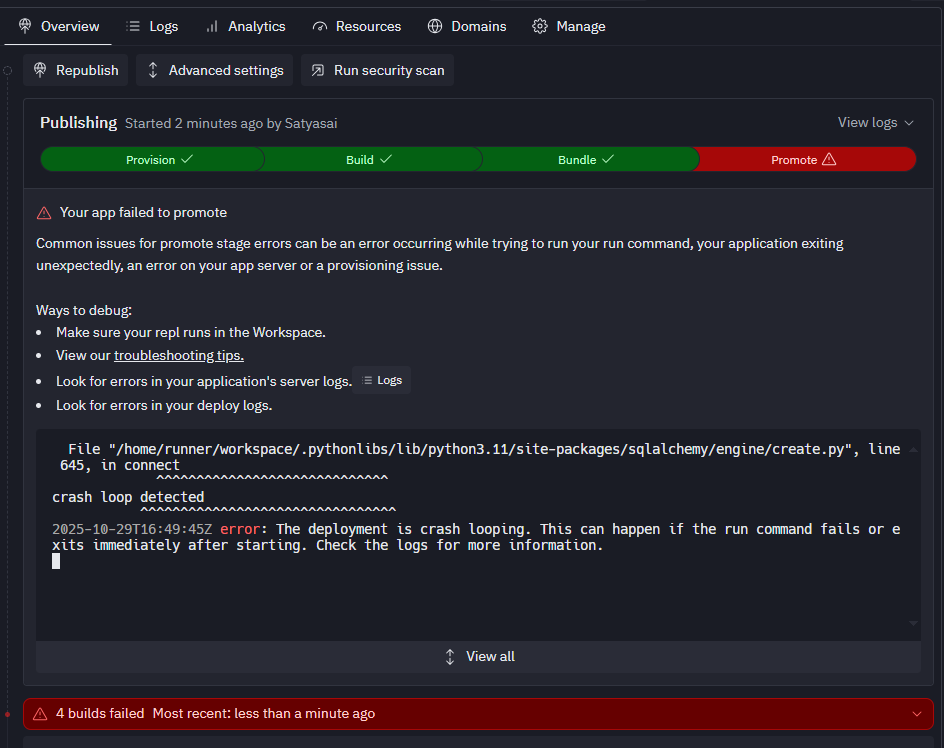 Overview Logs Analytics Resources Domains Manage
Republish Advanced settings Run security scan
Publishing Started 2 minutes ago by Satyasai View logs
Provision Build Bundle Promote
Your app failed to promote
Common issues for promote stage errors can be an error occurring while trying to run your run command, your application exiting
unexpectedly, an error on your app server or a provisioning issue.
Ways to debug:
• Make sure your repl runs in the Workspace.
• View our troubleshooting tips.
• Look for errors in your application's server logs. Logs
• Look for errors in your deploy logs.
File "/home/runner/workspace/.pythonlibs/lib/python3.11/site-packages/sqlalchemy/engine/create.py", line
645, in connect
^^^^^^^^^^^^^^^^^^^^^^^^^^^^^
crash loop detected
^^^^^^^^^^^^^^^^^^^^^^^^^^^^^^^^
2025-10-29T16:49:45Z error: The deployment is crash looping. This can happen if the run command fails or e
xits immediately after starting. Check the logs for more information.
View all
4 builds failed Most recent: less than a minute ago